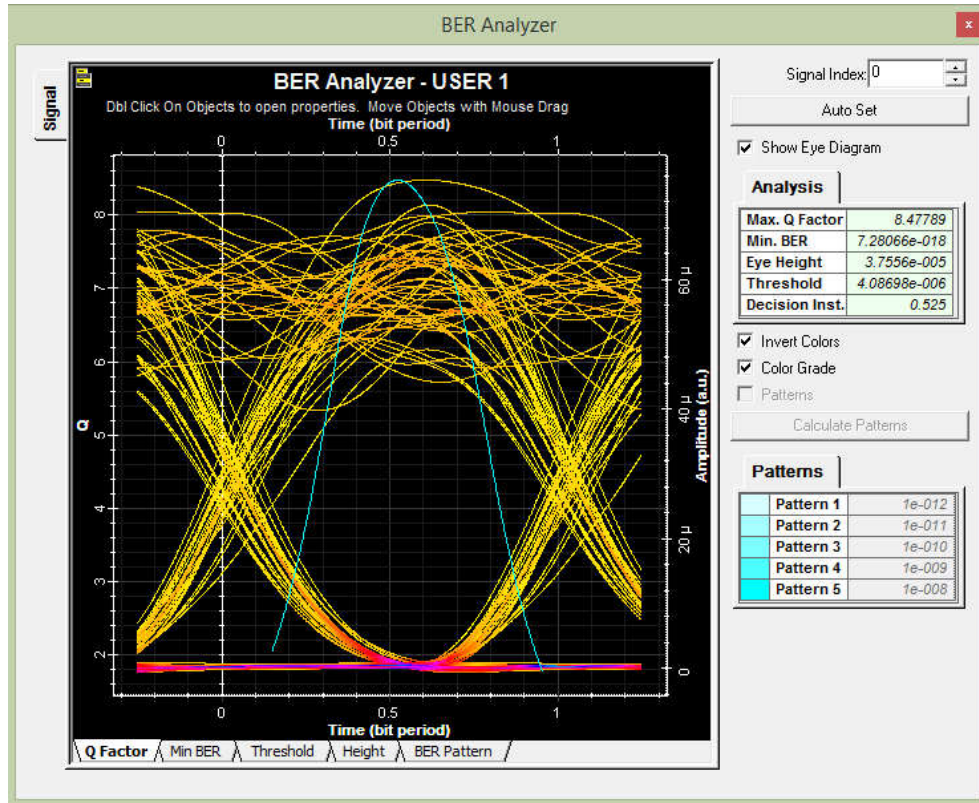 BER Analyzer
x
Signal
BER Analyzer - USER 1
Dbl Click On Objects to open properties. Move Objects with Mouse Drag
Time (bit period)
0 0.5 1
Q
8
7
6
5
4
3
2
Amplitude (a.u.)
60 µ
40 µ
20 µ
0
0 0.5 1
Time (bit period)
Q Factor Min BER Threshold Height BER Pattern
Signal Index: 0
Auto Set
Show Eye Diagram
Analysis
Max. Q Factor 8.47789
Min. BER 7.28066e-018
Eye Height 3.7556e-005
Threshold 4.08698e-006
Decision Inst. 0.525
Invert Colors
Color Grade
Patterns
Calculate Patterns
Patterns
Pattern 1 1e-012
Pattern 2 1e-011
Pattern 3 1e-010
Pattern 4 1e-009
Pattern 5 1e-008